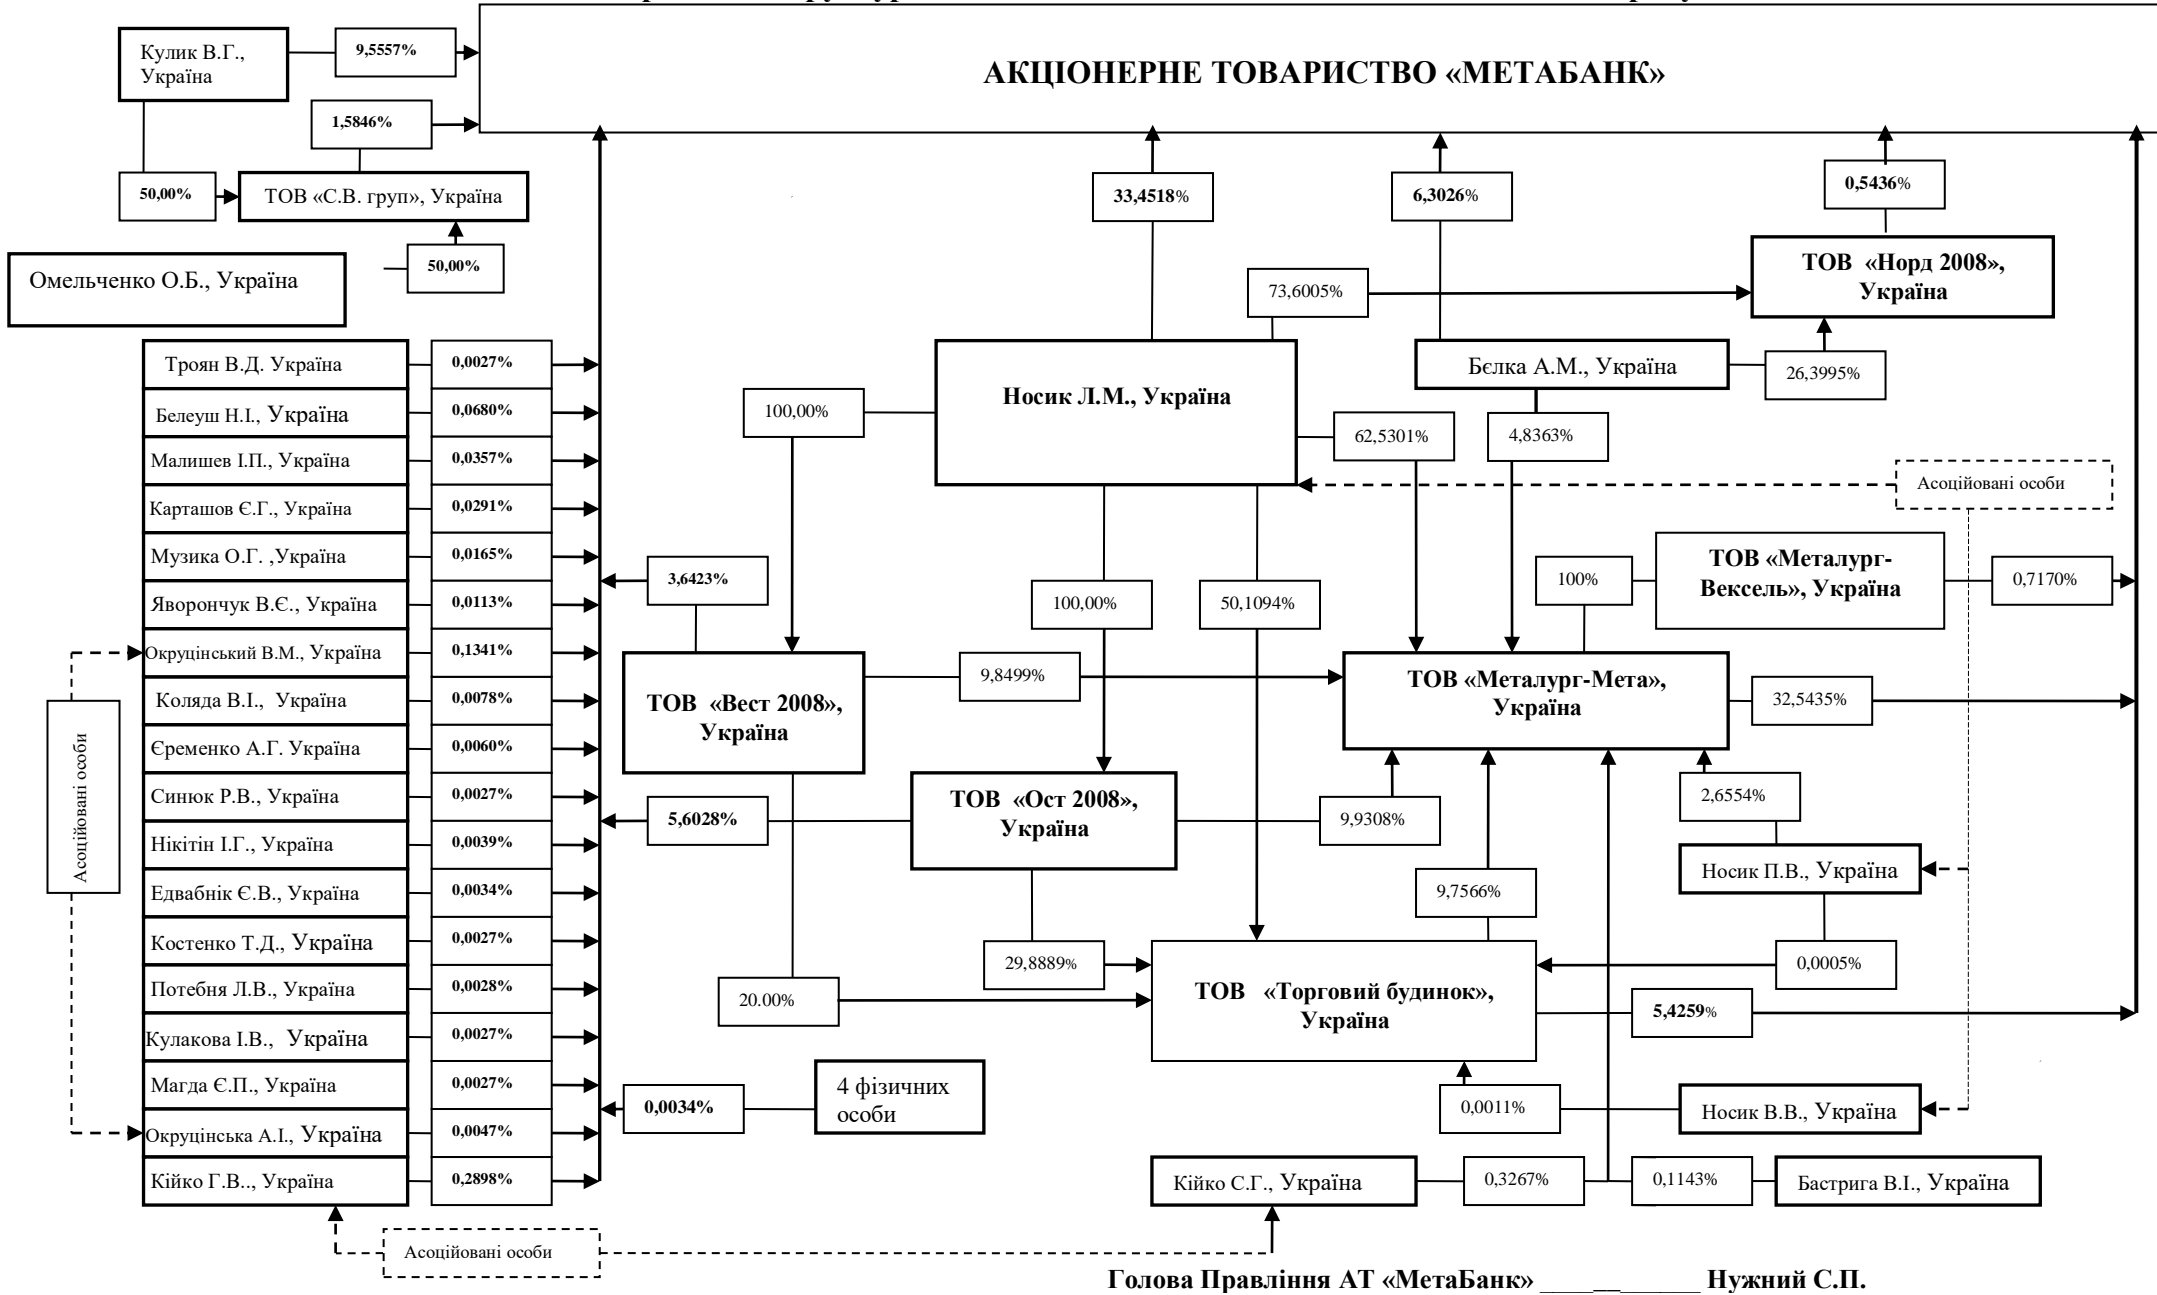 Кулик В.Г.,
Україна
9,5557%
АКЦІОНЕРНЕ ТОВАРИСТВО «МЕТАБАНК»
1,5846%
50,00%
ТОВ «С.В. груп», Україна
50,00%
Омельченко О.Б., Україна
33,4518%
6,3026%
0,5436%
ТОВ «Норд 2008»,
Україна
73,6005%
Носик Л.М., Україна
Бєлка А.М., Україна
26,3995%
100,00%
62,5301%
4,8363%
Асоційовані особи
Троян В.Д. Україна
0,0027%
Белеуш Н.І., Україна
0,0680%
Малишев І.П., Україна
0,0357%
Карташов Є.Г., Україна
0,0291%
Музика О.Г. ,Україна
0,0165%
Яворончук В.Є., Україна
0,0113%
Окруцінський В.М., Україна
0,1341%
Коляда В.І., Україна
0,0078%
Єременко А.Г. Україна
0,0060%
Синюк Р.В., Україна
0,0027%
Нікітін І.Г., Україна
0,0039%
Едвабнік Є.В., Україна
0,0034%
Костенко Т.Д., Україна
0,0027%
Потебня Л.В., Україна
0,0028%
Кулакова І.В., Україна
0,0027%
Магда Є.П., Україна
0,0027%
Окруцінська А.І., Україна
0,0047%
Кійко Г.В.., Україна
0,2898%
Асоційовані особи
3,6423%
100,00%
50,1094%
100%
ТОВ «Металург-
Вексель», Україна
0,7170%
ТОВ «Вест 2008»,
Україна
9,8499%
ТОВ «Металург-Мета»,
Україна
32,5435%
5,6028%
ТОВ «Ост 2008»,
Україна
9,9308%
2,6554%
9,7566%
Носик П.В., Україна
29,8889%
20.00%
ТОВ «Торговий будинок»,
Україна
0,0005%
5,4259%
0,0034%
4 фізичних
особи
0,0011%
Носик В.В., Україна
Кійко С.Г., Україна
0,3267%
0,1143%
Бастрига В.І., Україна
Асоційовані особи
Голова Правління АТ «МетаБанк» ____________ Нужний С.П.